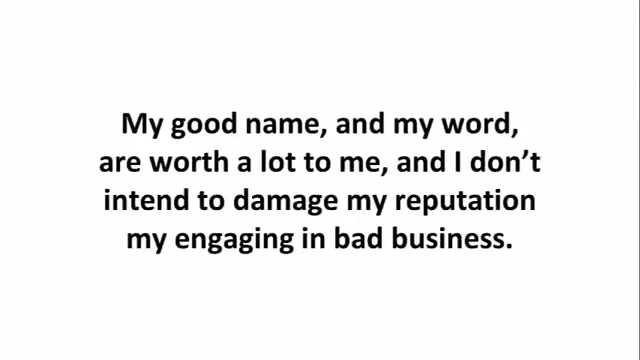 My good name, and my word,
are worth a lot to me, and I don’t
intend to damage my reputation
my engaging in bad business.